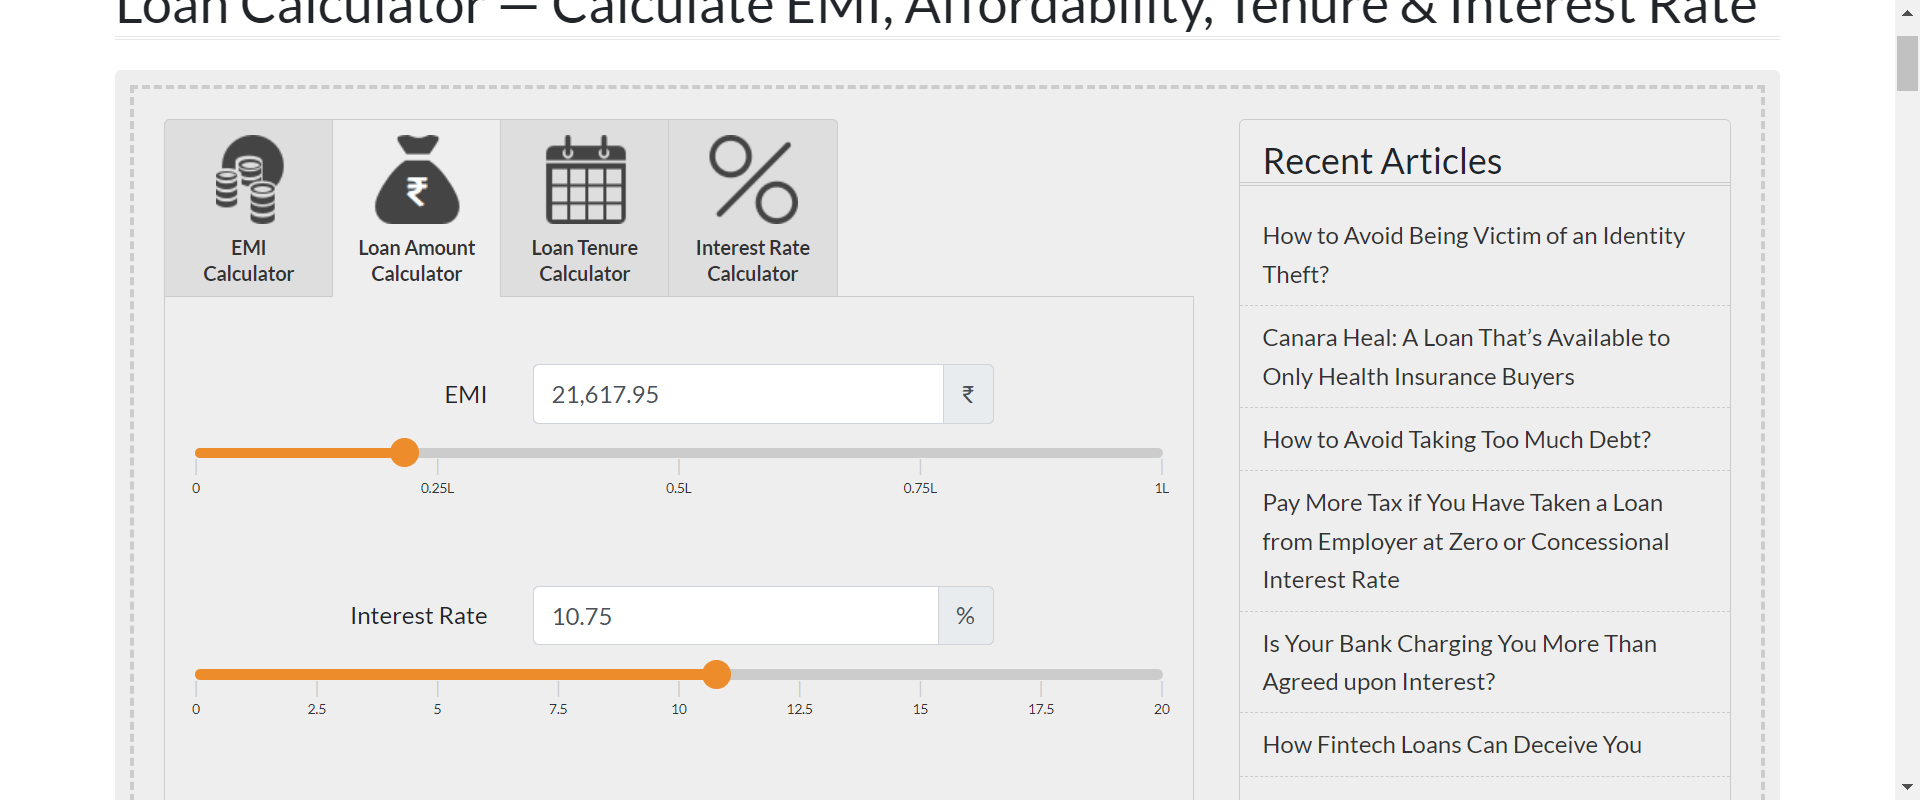 Loan Calculator — Calculate EMI, Affordability, Tenure & Interest Rate
EMI
Calculator
₹
Loan Amount
Calculator
Loan Tenure
Calculator
Interest Rate
Calculator
EMI
21,617.95
₹
0
0.25L
0.5L
0.75L
1L
Interest Rate
10.75
%
0
2.5
5
7.5
10
12.5
15
17.5
20
Recent Articles
How to Avoid Being Victim of an Identity
Theft?
Canara Heal: A Loan That’s Available to
Only Health Insurance Buyers
How to Avoid Taking Too Much Debt?
Pay More Tax if You Have Taken a Loan
from Employer at Zero or Concessional
Interest Rate
Is Your Bank Charging You More Than
Agreed upon Interest?
How Fintech Loans Can Deceive You